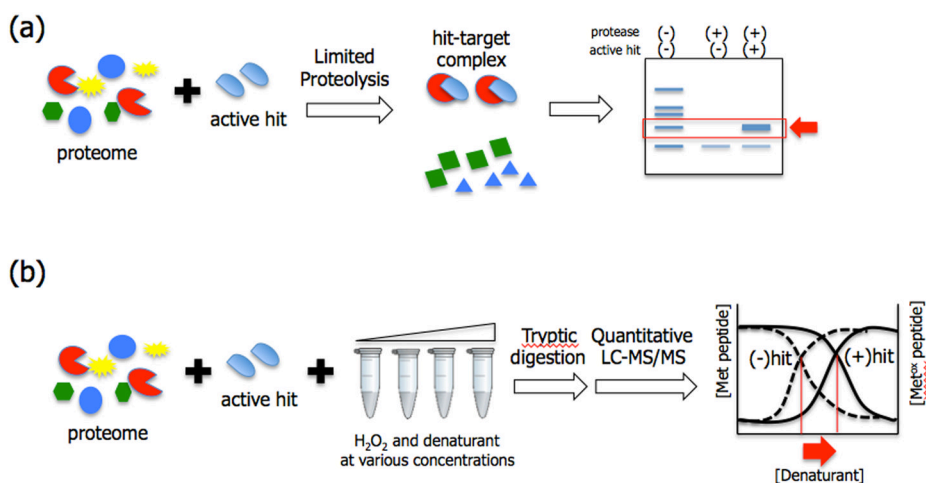 (a)
proteome
active hit
Limited
Proteolysis
hit-target
complex
protease (-) (+) (+)
active hit (-) (-) (+)
(b)
proteome
active hit
H₂O₂ and denaturant
at various concentrations
Tryptic
digestion
Quantitative
LC-MS/MS
[Met peptide]
(-)hit
(+)hit
[Metᵒˣ peptide]
[Denaturant]